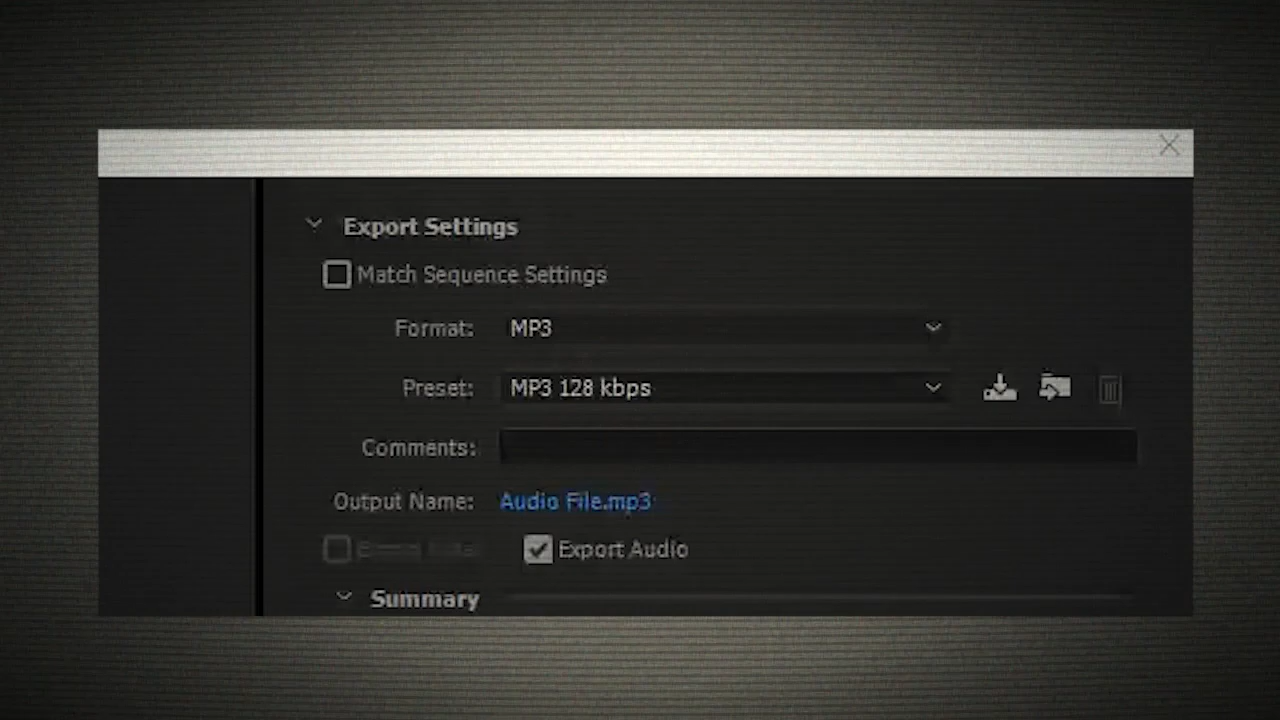 Export Settings
Match Sequence Settings
Format: MP3
Preset: MP3 128 kbps
Comments:
Output Name: Audio File.mp3
Export Audio
Summary